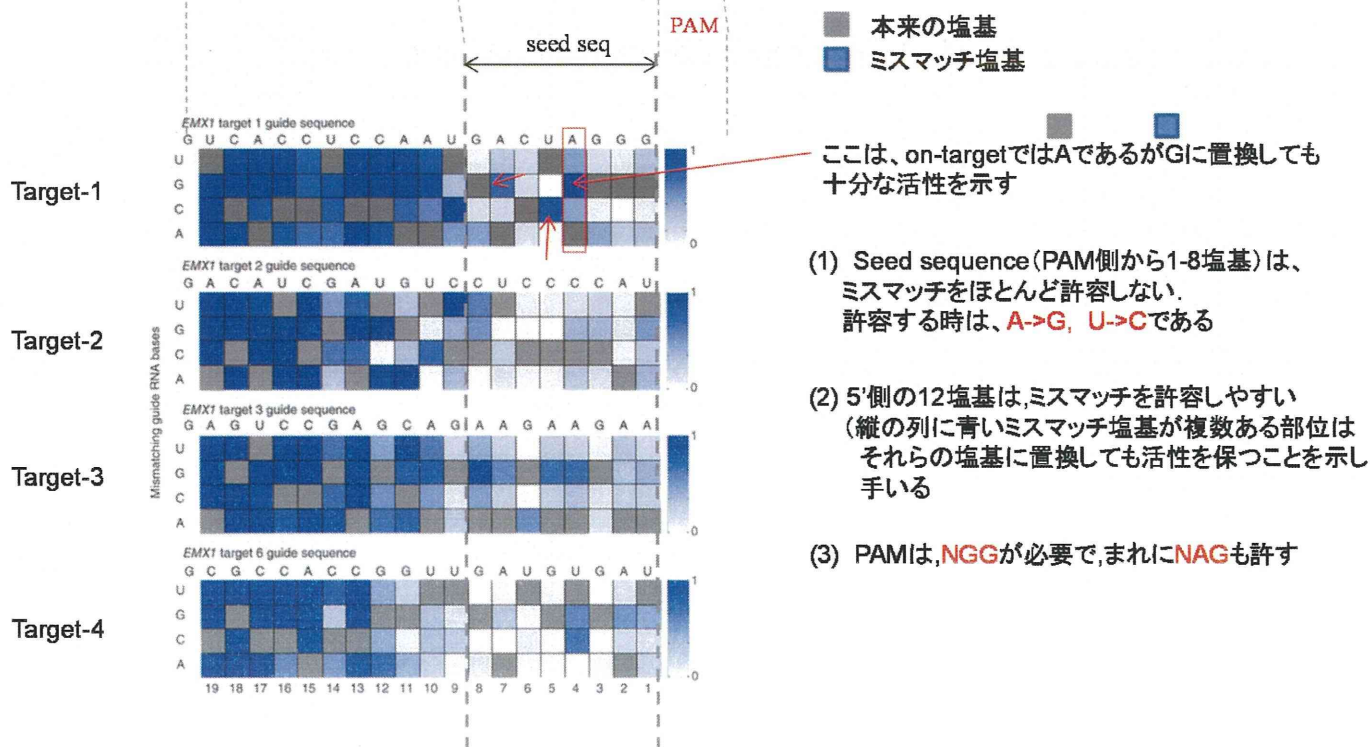 PAM
seed seq
本来の塩基
ミスマッチ塩基
EMX1 target 1 guide sequence
G U C A C C U C C A A U G A C U A G G G
Target-1
U
G
C
A
1
0
ここは、on-targetではAであるがGに置換しても
十分な活性を示す
EMX1 target 2 guide sequence
G A C A U C G A U G U C C U C C C C A U
Target-2
U
G
C
A
1
0
(1) Seed sequence(PAM側から1-8塩基)は、
ミスマッチをほとんど許容しない.
許容する時は、A->G, U->Cである
Mismatching guide RNA bases
EMX1 target 3 guide sequence
G A G U C C G A G C A G A A G A A G A A
Target-3
U
G
C
A
1
0
(2) 5'側の12塩基は,ミスマッチを許容しやすい
(縦の列に青いミスマッチ塩基が複数ある部位は
それらの塩基に置換しても活性を保つことを示し
手いる
EMX1 target 6 guide sequence
G C G C C A C C G G U U G A U G U G A U
Target-4
U
G
C
A
1
0
(3) PAMは,NGGが必要で,まれにNAGも許す
19 18 17 16 15 14 13 12 11 10 9 8 7 6 5 4 3 2 1